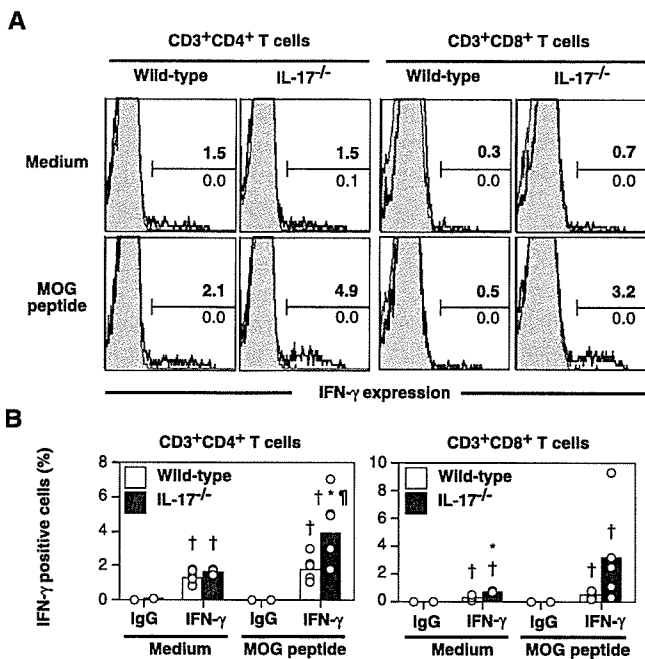 A
CD3+CD4+ T cells
CD3+CD8+ T cells
Wild-type
IL-17-/-
Wild-type
IL-17-/-
Medium
1.5
0.0
1.5
0.1
0.3
0.0
0.7
0.0
MOG
peptide
2.1
0.0
4.9
0.0
0.5
0.0
3.2
0.0
IFN-γ expression
B
CD3+CD4+ T cells
CD3+CD8+ T cells
IFN-γ positive cells (%)
8
6
4
2
0
Wild-type
IL-17-/-
† †
†
† * ¶
IgG
IFN-γ
IgG
IFN-γ
Medium
MOG peptide
10
8
6
4
2
0
Wild-type
IL-17-/-
†
*
†
†
†
IgG
IFN-γ
IgG
IFN-γ
Medium
MOG peptide